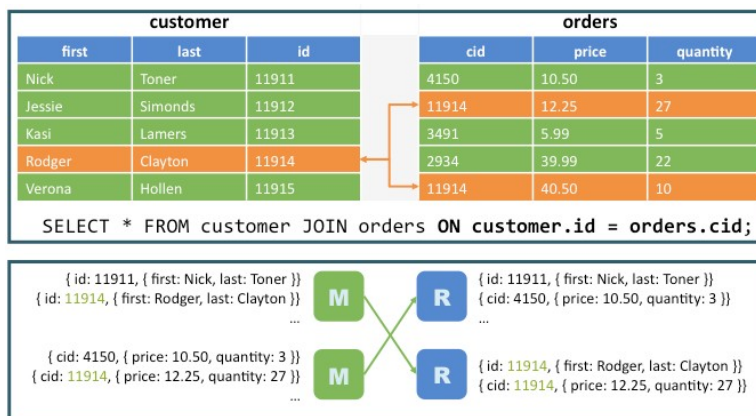 customer
orders
first last id
cid price quantity
Nick Toner 11911
4150 10.50 3
Jessie Simonds 11912
11914 12.25 27
Kasi Lamers 11913
3491 5.99 5
Rodger Clayton 11914
2934 39.99 22
Verona Hollen 11915
11914 40.50 10
SELECT * FROM customer JOIN orders ON customer.id = orders.cid;
{ id: 11911, { first: Nick, last: Toner }}
{ id: 11914, { first: Rodger, last: Clayton }}
...
M
R
{ id: 11911, { first: Nick, last: Toner }
{ cid: 4150, { price: 10.50, quantity: 3 }
...
{ cid: 4150, { price: 10.50, quantity: 3 }}
{ cid: 11914, { price: 12.25, quantity: 27 }}
...
M
R
{ id: 11914, { first: Rodger, last: Clayton }
{ cid: 11914, { price: 12.25, quantity: 27 }}